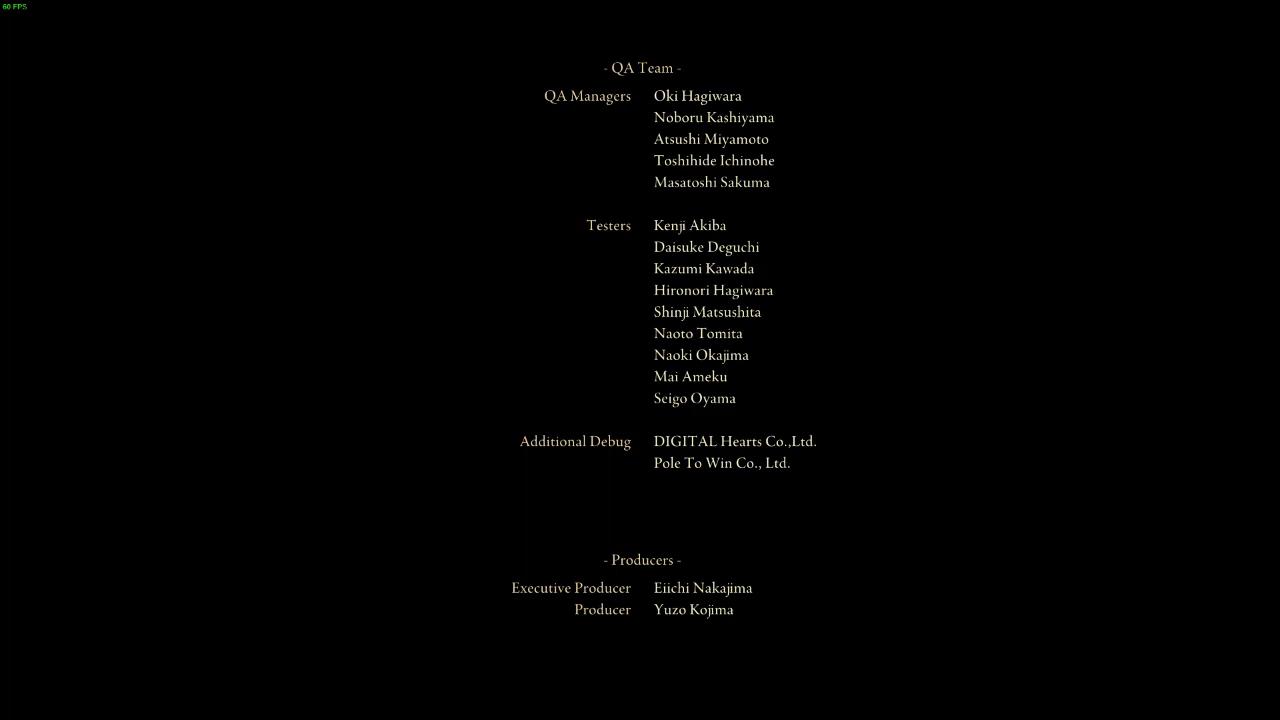 60 FPS
- QA Team -
QA Managers Oki Hagiwara
Noboru Kashiyama
Atsushi Miyamoto
Toshihide Ichinohe
Masatoshi Sakuma
Testers Kenji Akiba
Daisuke Deguchi
Kazumi Kawada
Hironori Hagiwara
Shinji Matsushita
Naoto Tomita
Naoki Okajima
Mai Ameku
Seigo Oyama
Additional Debug DIGITAL Hearts Co.,Ltd.
Pole To Win Co., Ltd.
- Producers -
Executive Producer Eiichi Nakajima
Producer Yuzo Kojima